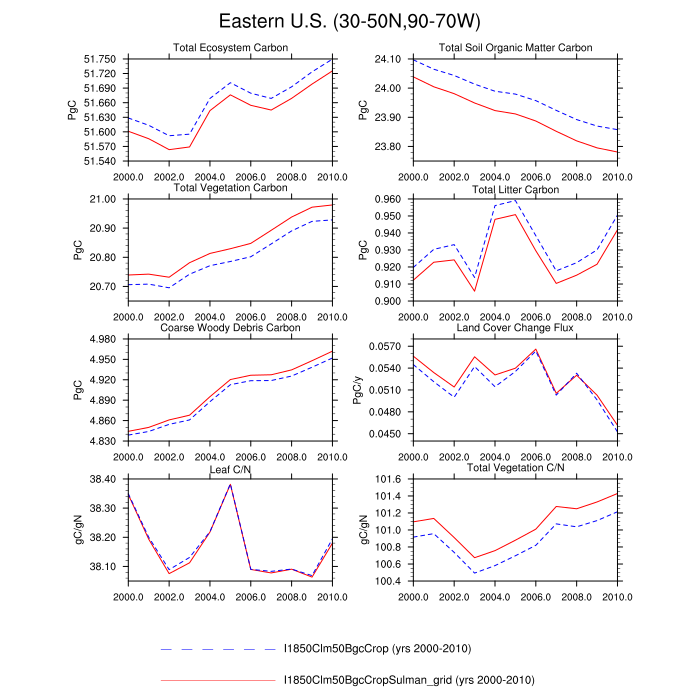 Eastern U.S. (30-50N,90-70W)
Total Ecosystem Carbon
51.750
51.720
51.690
51.660
51.630
51.600
51.570
51.540
PgC
2000.0 2002.0 2004.0 2006.0 2008.0 2010.0
Total Soil Organic Matter Carbon
24.10
24.00
23.90
23.80
PgC
2000.0 2002.0 2004.0 2006.0 2008.0 2010.0
Total Vegetation Carbon
21.00
20.90
20.80
20.70
PgC
2000.0 2002.0 2004.0 2006.0 2008.0 2010.0
Total Litter Carbon
0.960
0.950
0.940
0.930
0.920
0.910
0.900
PgC
2000.0 2002.0 2004.0 2006.0 2008.0 2010.0
Coarse Woody Debris Carbon
4.980
4.950
4.920
4.890
4.860
4.830
PgC
2000.0 2002.0 2004.0 2006.0 2008.0 2010.0
Land Cover Change Flux
0.0570
0.0540
0.0510
0.0480
0.0450
PgC/y
2000.0 2002.0 2004.0 2006.0 2008.0 2010.0
Leaf C/N
38.40
38.30
38.20
38.10
gC/gN
2000.0 2002.0 2004.0 2006.0 2008.0 2010.0
Total Vegetation C/N
101.6
101.4
101.2
101.0
100.8
100.6
100.4
gC/gN
2000.0 2002.0 2004.0 2006.0 2008.0 2010.0
I1850Clm50BgcCrop (yrs 2000-2010)
I1850Clm50BgcCropSulman_grid (yrs 2000-2010)